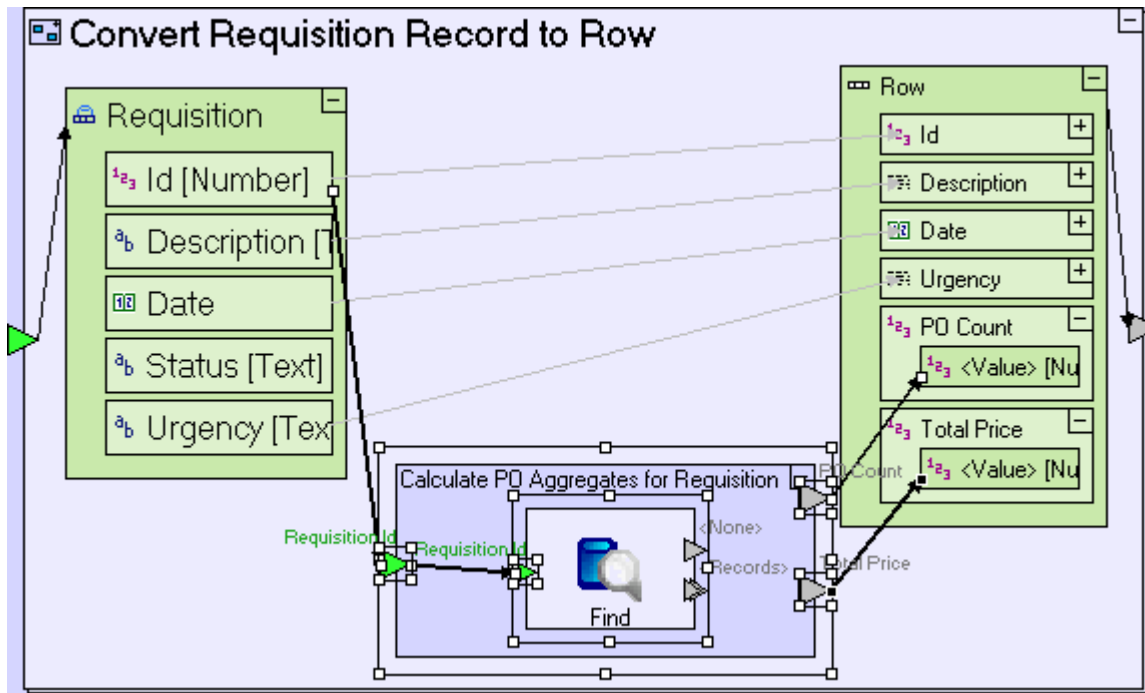 Convert Requisition Record to Row
Requisition
Id [Number]
Description [T
Date
Status [Text]
Urgency [Tex
Row
Id
Description
Date
Urgency
PO Count
<Value> [Nu
Total Price
<Value> [Nu
Calculate PO Aggregates for Requisition
Requisition Id
Requisition Id
Find
<None>
Records>
PO Count
Total Price